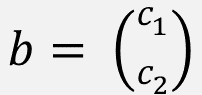 b = (c₁
c₂)